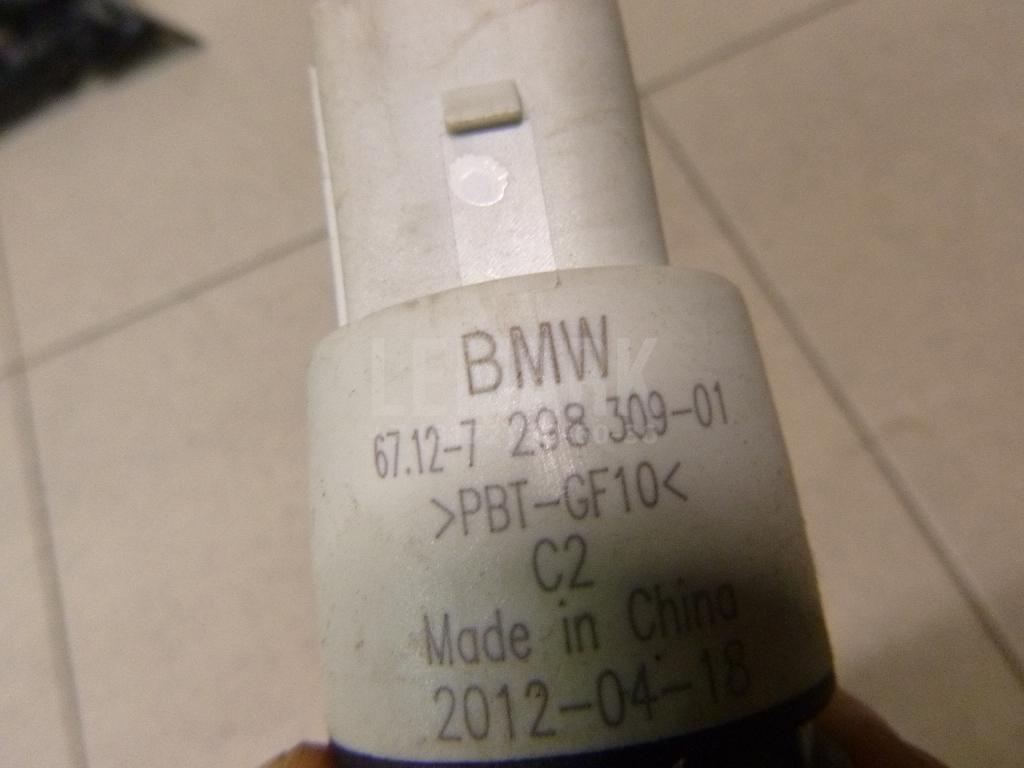 BMW
67.12-7 298 309-01
>PBT-GF10<
C2
Made in China
2012-04-18